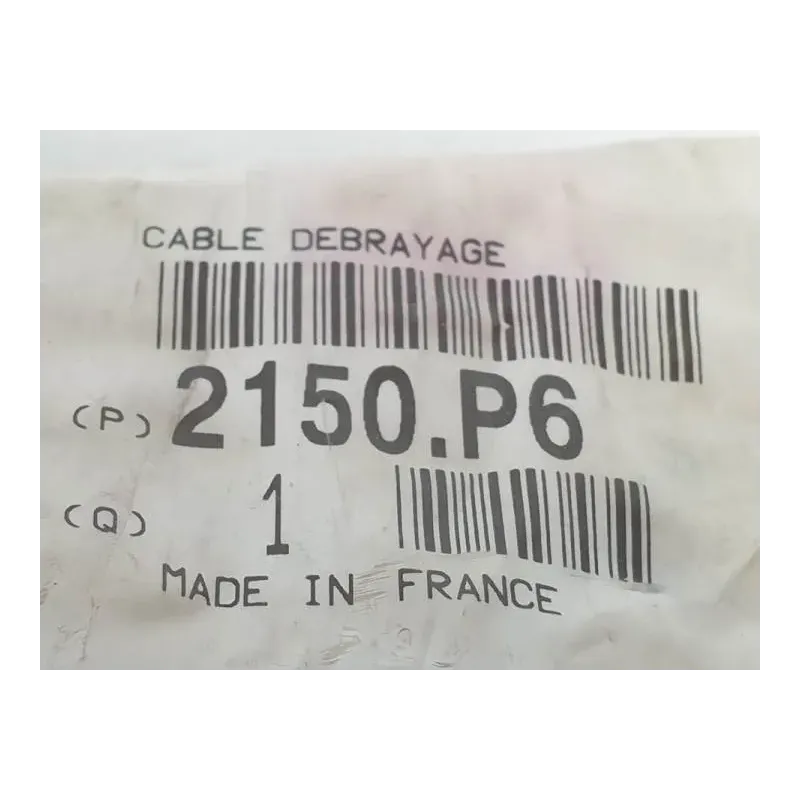 CABLE DEBRAYAGE
(P) 2150.P6
(Q) 1
MADE IN FRANCE